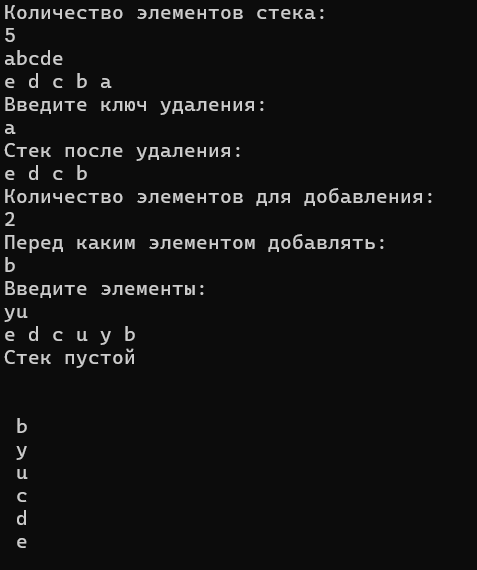 Количество элементов стека:
5
abcde
e d c b a
Введите ключ удаления:
a
Стек после удаления:
e d c b
Количество элементов для добавления:
2
Перед каким элементом добавлять:
b
Введите элементы:
yu
e d c u y b
Стек пустой
b
y
u
c
d
e